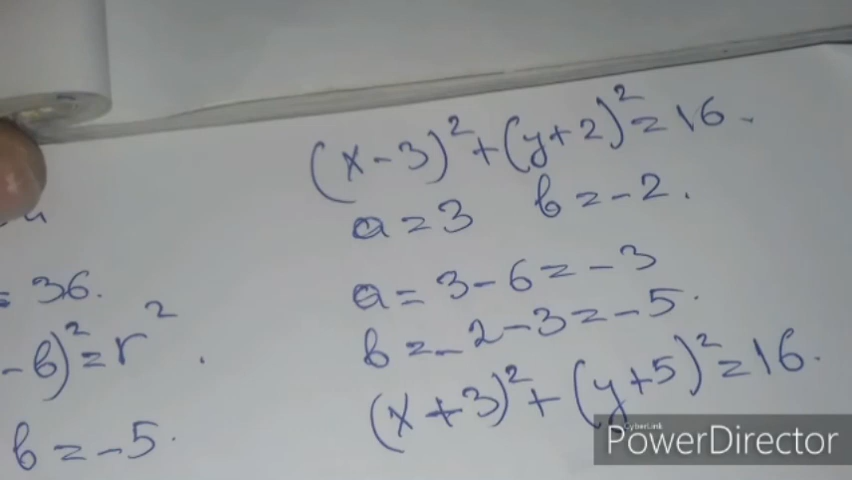 (x-3)²+(y+2)²=16.
a=3 b=-2.
= 36.
a=3-6=-3
-b)²=r².
b=-2-3=-5.
(x+3)²+(y+5)²=16.
b=-5.
CyberLink
PowerDirector